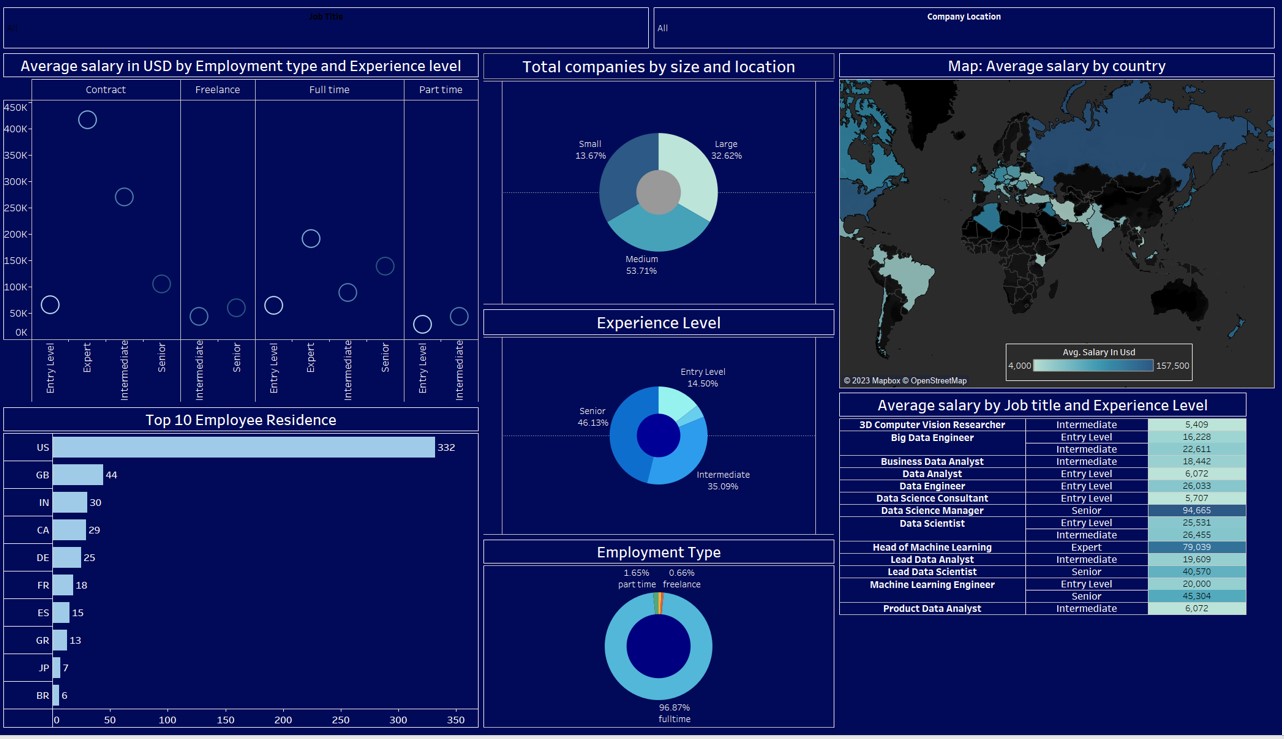 Job Title
Company Location
All
Average salary in USD by Employment type and Experience level
Contract
Freelance
Full time
Part time
450K
400K
350K
300K
250K
200K
150K
100K
50K
0K
Entry Level
Expert
Intermediate
Senior
Intermediate
Senior
Entry Level
Expert
Intermediate
Senior
Entry Level
Intermediate
Top 10 Employee Residence
US 332
GB 44
IN 30
CA 29
DE 25
FR 18
ES 15
GR 13
JP 7
BR 6
0 50 100 150 200 250 300 350
Total companies by size and location
Small
13.67%
Large
32.62%
Medium
53.71%
Experience Level
Entry Level
14.50%
Senior
46.13%
Intermediate
35.09%
Employment Type
1.65%
part time
0.66%
freelance
96.87%
fulltime
Map: Average salary by country
Avg. Salary In Usd
4,000 157,500
© 2023 Mapbox © OpenStreetMap
Average salary by Job title and Experience Level
3D Computer Vision Researcher Intermediate 5,409
Big Data Engineer Entry Level 16,228
Intermediate 22,611
Business Data Analyst Intermediate 18,442
Data Analyst Entry Level 6,072
Data Engineer Entry Level 26,033
Data Science Consultant Entry Level 5,707
Data Science Manager Senior 94,665
Data Scientist Entry Level 25,531
Intermediate 26,455
Head of Machine Learning Expert 79,039
Lead Data Analyst Intermediate 19,609
Lead Data Scientist Senior 40,570
Machine Learning Engineer Entry Level 20,000
Senior 45,304
Product Data Analyst Intermediate 6,072